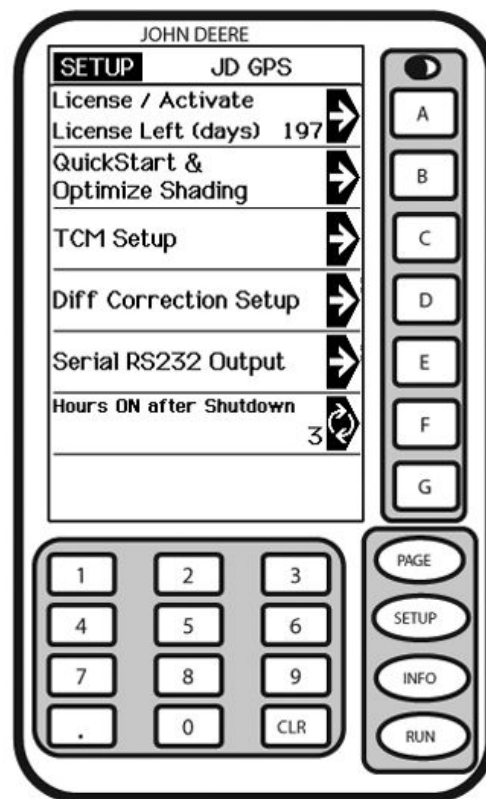 JOHN DEERE
SETUP JD GPS
License / Activate
License Left (days) 197
QuickStart &
Optimize Shading
TCM Setup
Diff Correction Setup
Serial RS232 Output
Hours ON after Shutdown
3
A
B
C
D
E
F
G
1 2 3
4 5 6
7 8 9
. 0 CLR
PAGE
SETUP
INFO
RUN